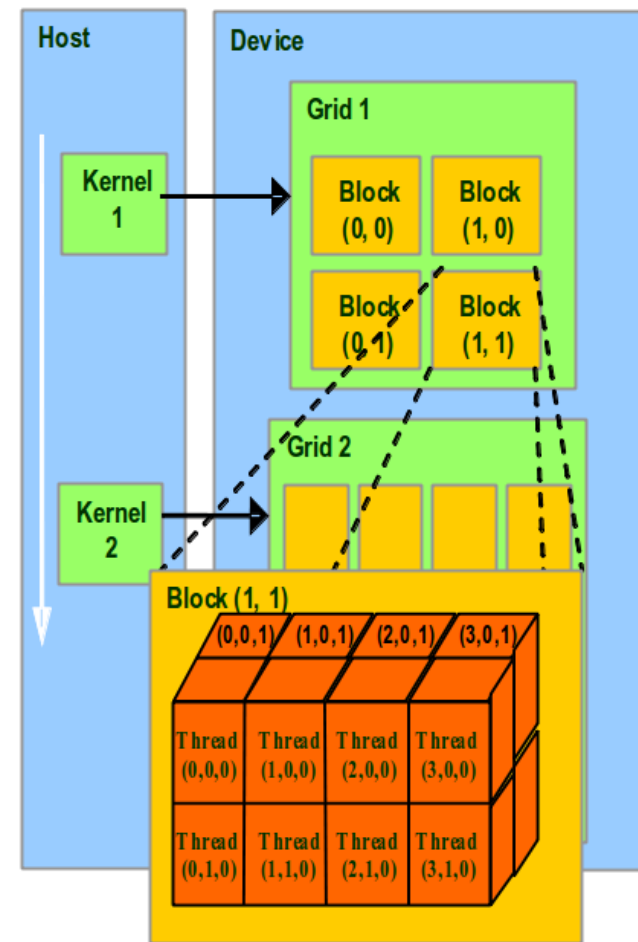 Host
Device
Grid 1
Kernel
1
Block
(0, 0)
Block
(1, 0)
Block
(0, 1)
Block
(1, 1)
Grid 2
Kernel
2
Block (1, 1)
(0,0,1) (1,0,1) (2,0,1) (3,0,1)
Thread
(0,0,0)
Thread
(1,0,0)
Thread
(2,0,0)
Thread
(3,0,0)
Thread
(0,1,0)
Thread
(1,1,0)
Thread
(2,1,0)
Thread
(3,1,0)